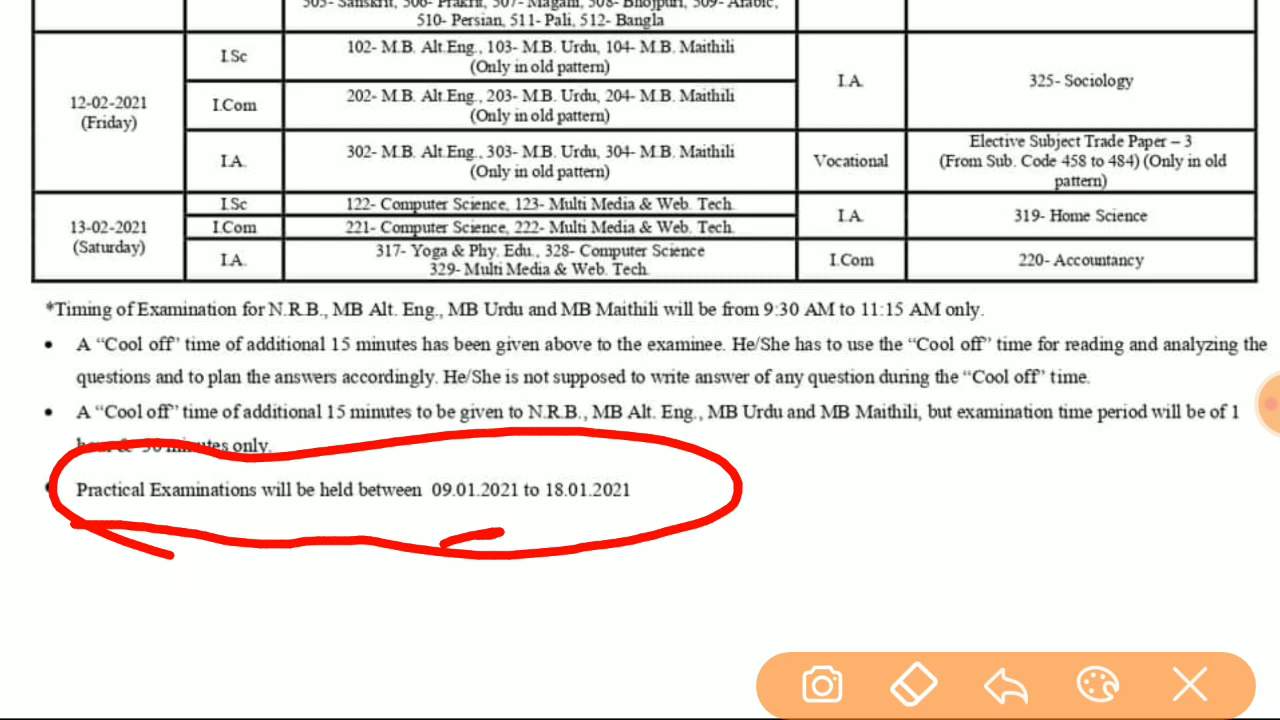 505- Sanskrit, 506- Prakrit, 507- Magahi, 508- Bhojpuri, 509- Arabic,
510- Persian, 511- Pali, 512- Bangla
12-02-2021
(Friday)
I.Sc
102- M.B. Alt.Eng., 103- M.B. Urdu, 104- M.B. Maithili
(Only in old pattern)
I.Com
202- M.B. Alt.Eng., 203- M.B. Urdu, 204- M.B. Maithili
(Only in old pattern)
I.A.
325- Sociology
I.A.
302- M.B. Alt.Eng., 303- M.B. Urdu, 304- M.B. Maithili
(Only in old pattern)
Vocational
Elective Subject Trade Paper – 3
(From Sub. Code 458 to 484) (Only in old
pattern)
13-02-2021
(Saturday)
I.Sc
122- Computer Science, 123- Multi Media & Web. Tech.
I.Com
221- Computer Science, 222- Multi Media & Web. Tech.
I.A.
319- Home Science
I.A.
317- Yoga & Phy. Edu., 328- Computer Science
329- Multi Media & Web. Tech.
I.Com
220- Accountancy
*Timing of Examination for N.R.B., MB Alt. Eng., MB Urdu and MB Maithili will be from 9:30 AM to 11:15 AM only.
• A “Cool off” time of additional 15 minutes has been given above to the examinee. He/She has to use the “Cool off” time for reading and analyzing the
questions and to plan the answers accordingly. He/She is not supposed to write answer of any question during the “Cool off” time.
• A “Cool off” time of additional 15 minutes to be given to N.R.B., MB Alt. Eng., MB Urdu and MB Maithili, but examination time period will be of 1
hour & 30 minutes only.
• Practical Examinations will be held between 09.01.2021 to 18.01.2021